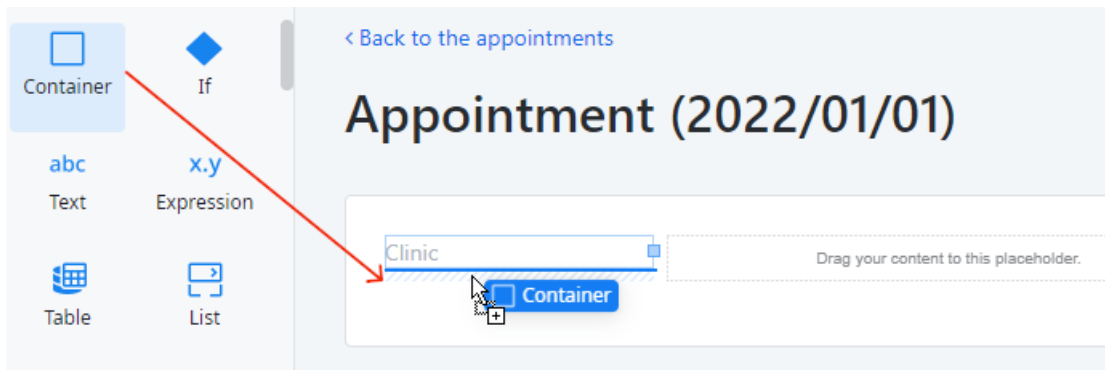 Container
If
abc
Text
x.y
Expression
Table
List
< Back to the appointments
Appointment (2022/01/01)
Clinic
Drag your content to this placeholder.
Container